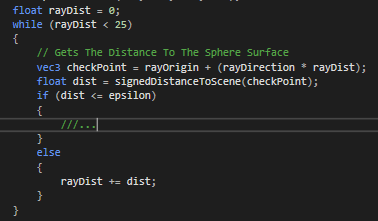 float rayDist = 0;
while (rayDist < 25)
{
// Gets The Distance To The Sphere Surface
vec3 checkPoint = rayOrigin + (rayDirection * rayDist);
float dist = signedDistanceToScene(checkPoint);
if (dist <= epsilon)
{
///...
}
else
{
rayDist += dist;
}
}